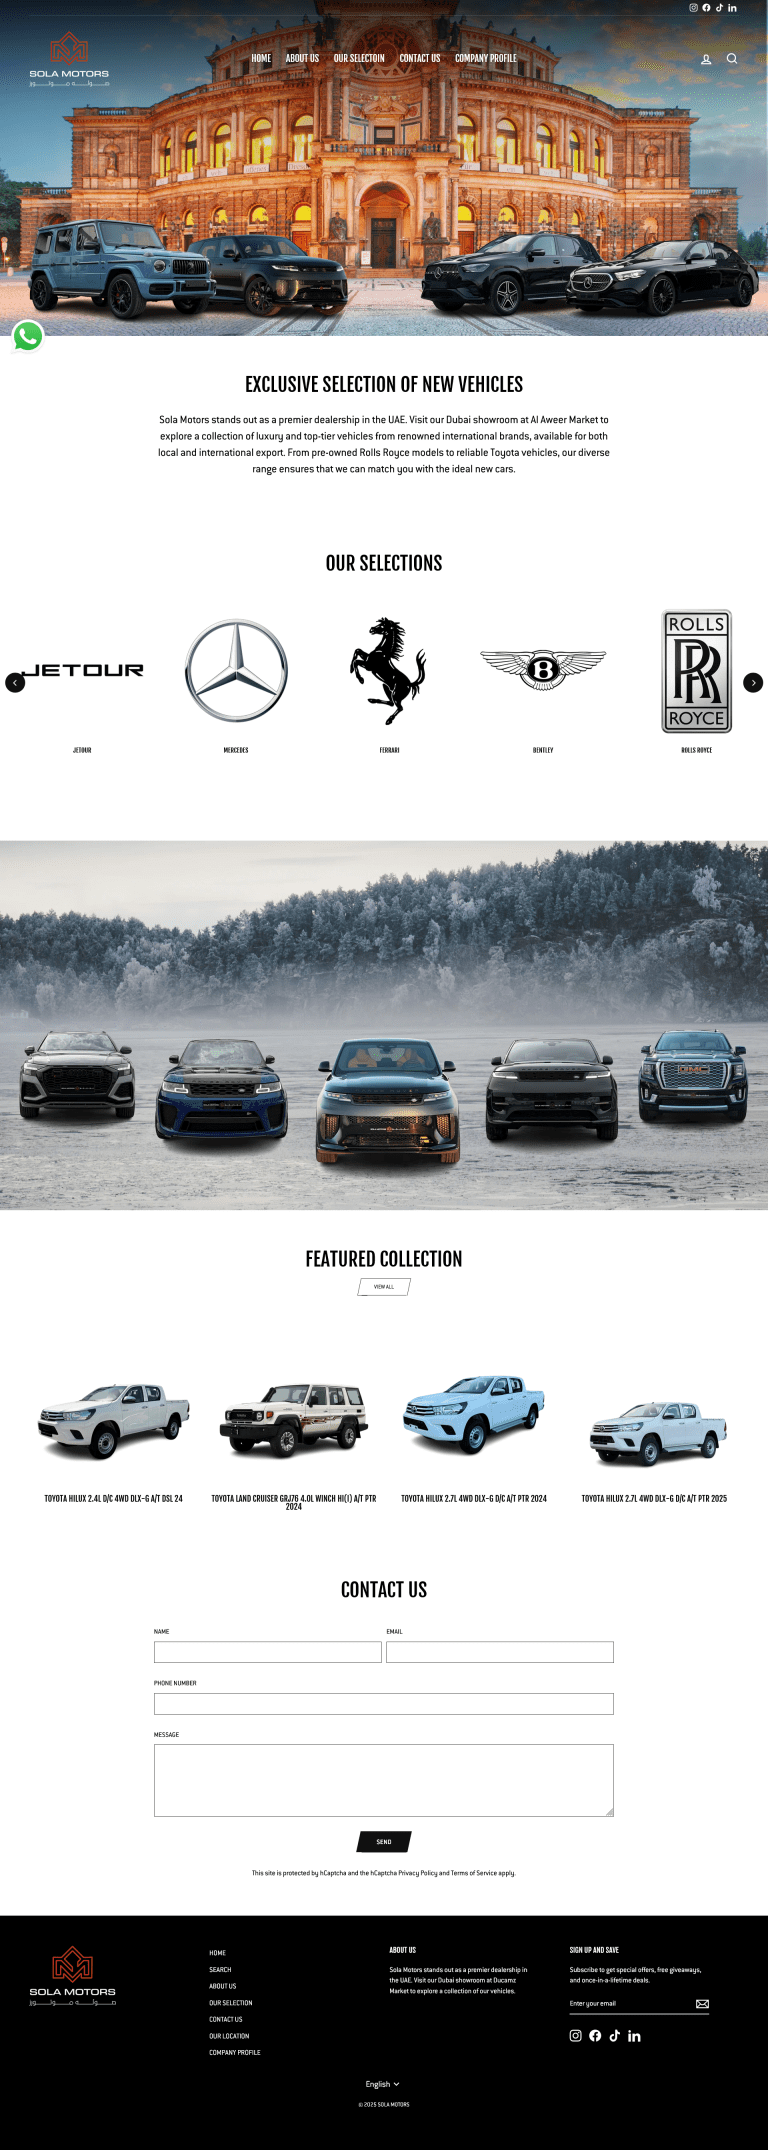 SOLA MOTORS
HOME ABOUT US OUR SELECTOIN CONTACT US COMPANY PROFILE
EXCLUSIVE SELECTION OF NEW VEHICLES
Sola Motors stands out as a premier dealership in the UAE. Visit our Dubai showroom at Al Aweer Market to
explore a collection of luxury and top-tier vehicles from renowned international brands, available for both
local and international export. From pre-owned Rolls Royce models to reliable Toyota vehicles, our diverse
range ensures that we can match you with the ideal new cars.
OUR SELECTIONS
JETOUR
B
ROLLS
RR
ROYCE
JETOUR
MERCEDES
FERRARI
BENTLEY
ROLLS ROYCE
GMC
FEATURED COLLECTION
VIEW ALL
TOYOTA HILUX 2.4L D/C 4WD DLX-G A/T DSL 24
TOYOTA LAND CRUISER GRJ76 4.0L WINCH HI(I) A/T PTR
2024
TOYOTA HILUX 2.7L 4WD DLX-G D/C A/T PTR 2024
TOYOTA HILUX 2.7L 4WD DLX-G D/C A/T PTR 2025
CONTACT US
NAME
EMAIL
PHONE NUMBER
MESSAGE
SEND
This site is protected by hCaptcha and the hCaptcha Privacy Policy and Terms of Service apply.
SOLA MOTORS
HOME
SEARCH
ABOUT US
OUR SELECTION
CONTACT US
OUR LOCATION
COMPANY PROFILE
ABOUT US
Sola Motors stands out as a premier dealership in
the UAE. Visit our Dubai showroom at Ducamz
Market to explore a collection of our vehicles.
SIGN UP AND SAVE
Subscribe to get special offers, free giveaways,
and once-in-a-lifetime deals.
Enter your email
English
© 2025 SOLA MOTORS